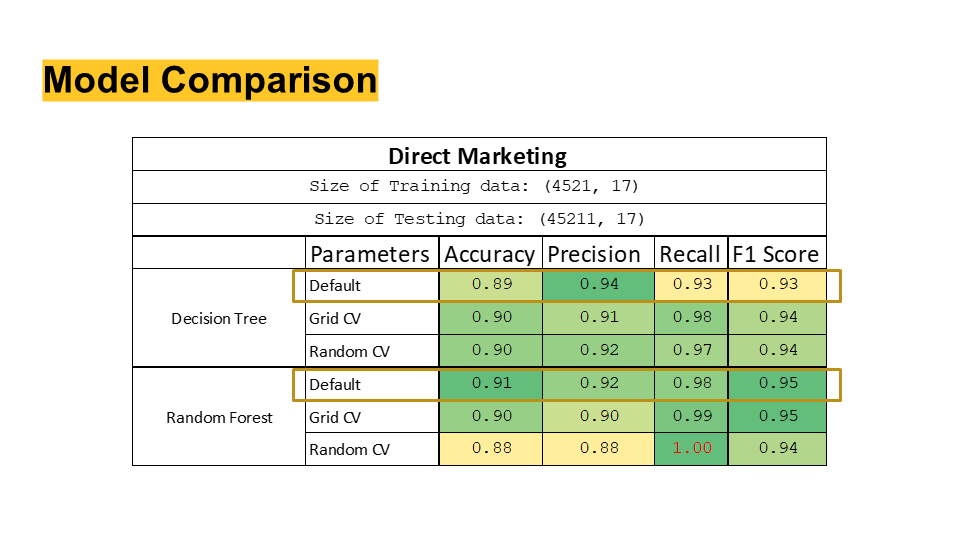 Model Comparison
Direct Marketing
Size of Training data: (4521, 17)
Size of Testing data: (45211, 17)
Parameters Accuracy Precision Recall F1 Score
Default 0.89 0.94 0.93 0.93
Decision Tree Grid CV 0.90 0.91 0.98 0.94
Random CV 0.90 0.92 0.97 0.94
Default 0.91 0.92 0.98 0.95
Random Forest Grid CV 0.90 0.90 0.99 0.95
Random CV 0.88 0.88 1.00 0.94